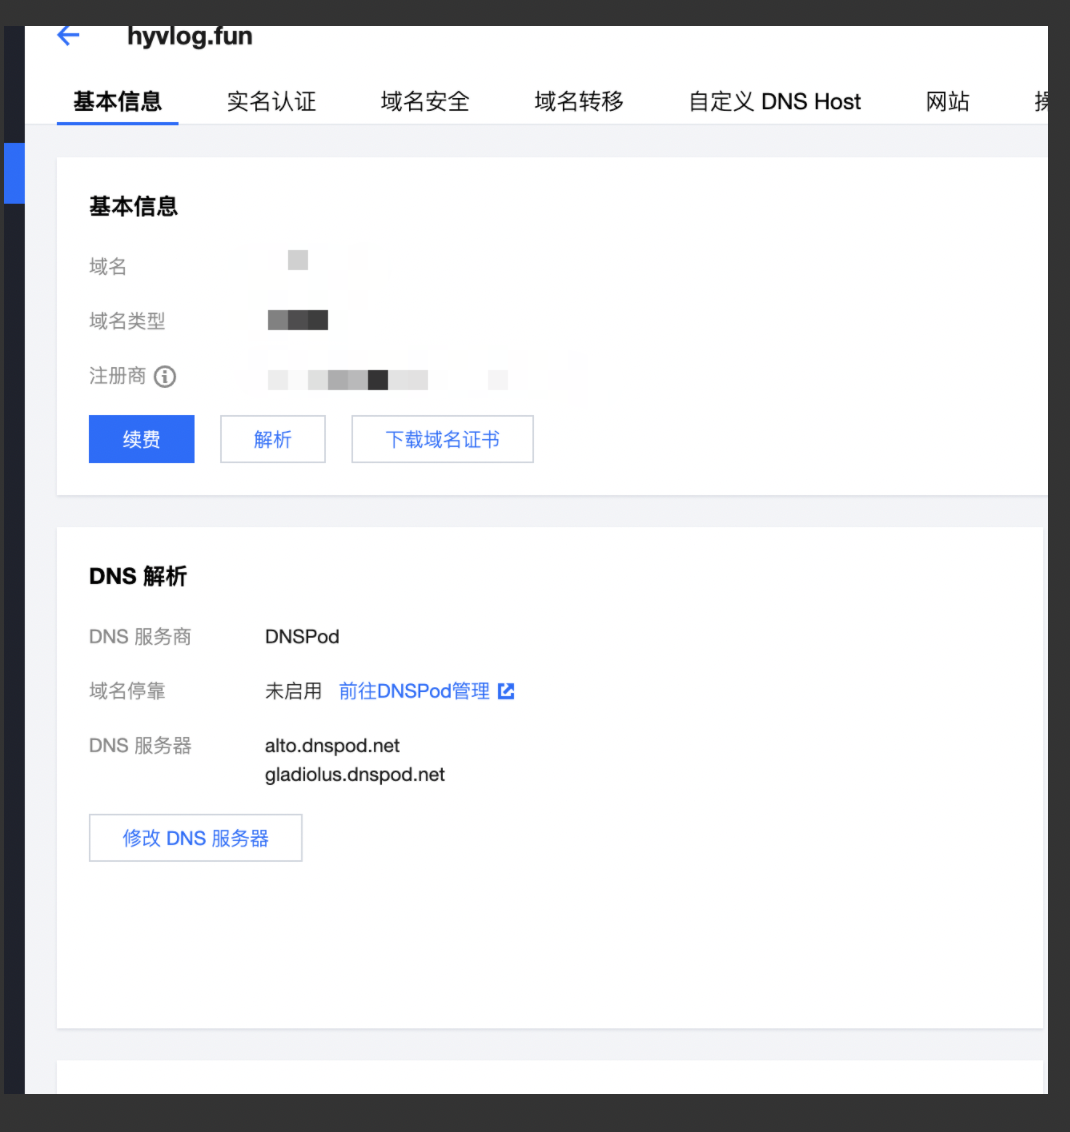 hyvlog.fun
基本信息 实名认证 域名安全 域名转移 自定义 DNS Host 网站
基本信息
域名
域名类型
注册商
续费 解析 下载域名证书
DNS 解析
DNS 服务商 DNSPod
域名停靠 未启用 前往DNSPod管理
DNS 服务器 alto.dnspod.net
gladiolus.dnspod.net
修改 DNS 服务器